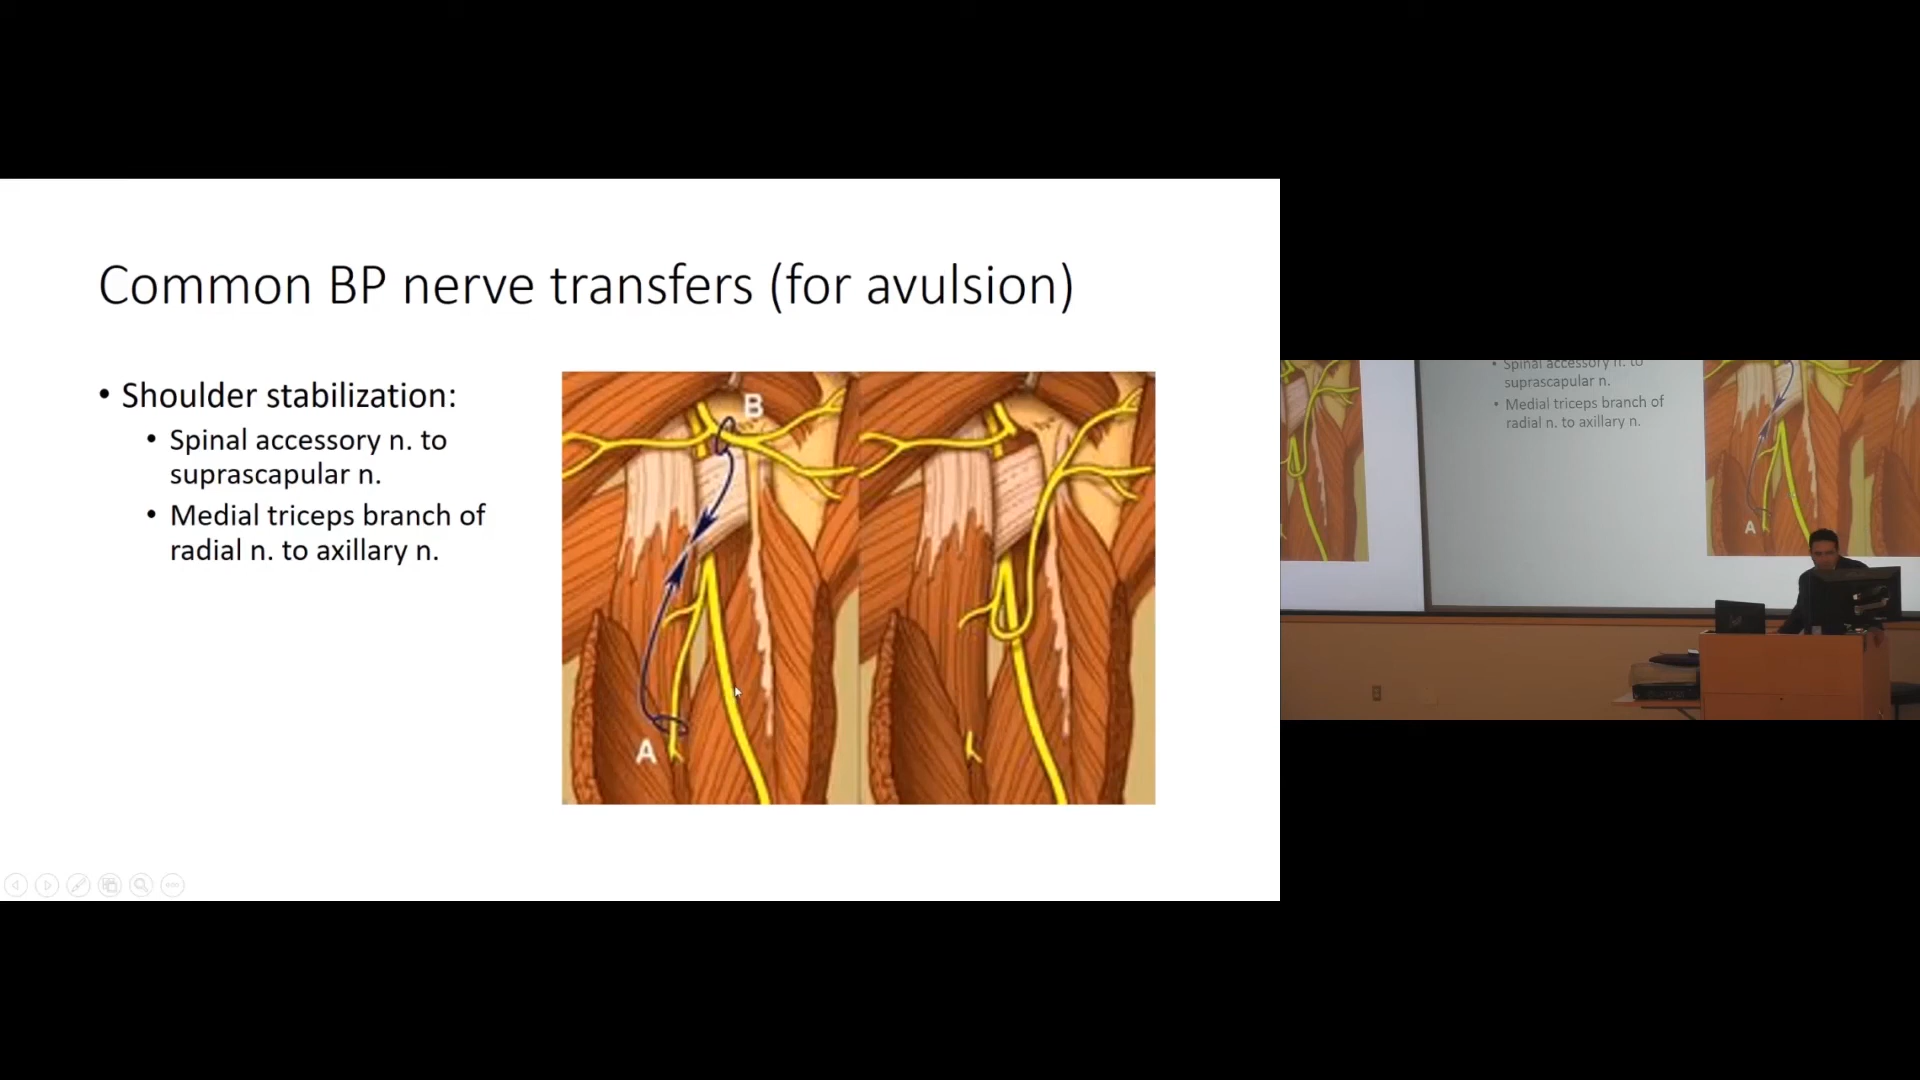 Common BP nerve transfers (for avulsion)
• Shoulder stabilization:
• Spinal accessory n. to
suprascapular n.
• Medial triceps branch of
radial n. to axillary n.
B
A
• Spinal accessory n. to
suprascapular n.
• Medial triceps branch of
radial n. to axillary n.
A